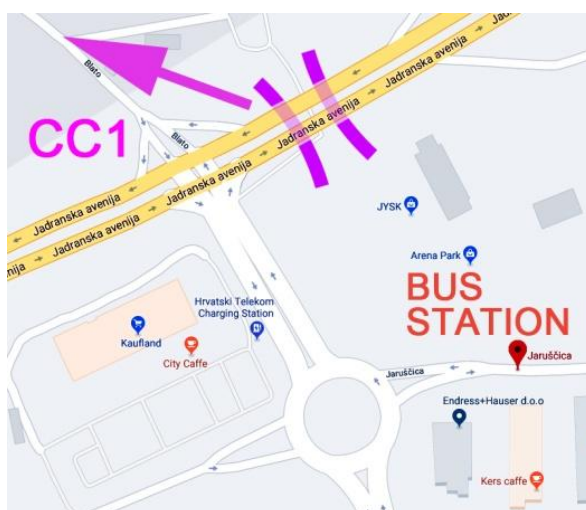 Blato
CC1
Blato
Jadranska avenija
Jadranska avenija
Jadranska avenija
Jadranska avenija
Jadranska avenija
Jadranska avenija
nija
JYSK
Arena Park
BUS
STATION
Hrvatski Telekom
Charging Station
Kaufland
City Caffe
Jaruščica
Jaruščica
Endress+Hauser d.o.o
Kers caffe